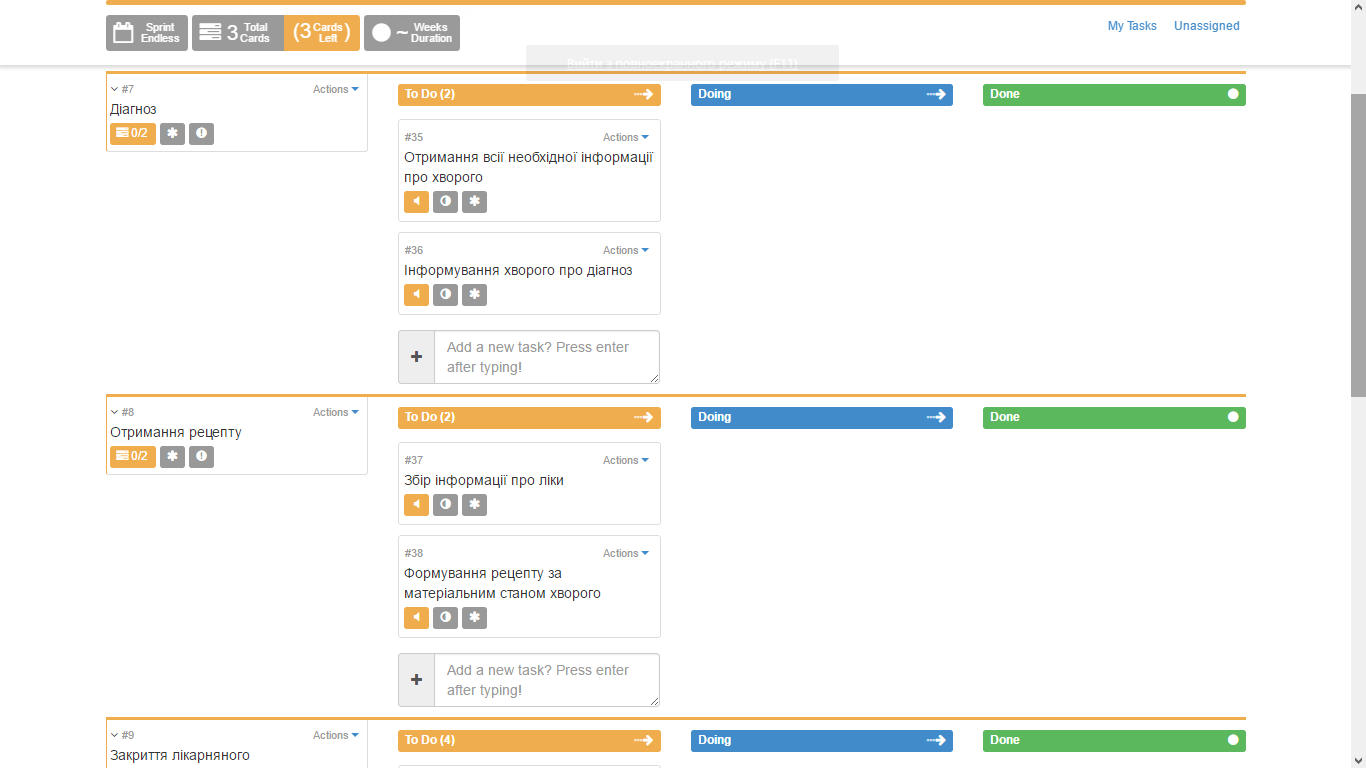 Sprint
Endless
3 Total
Cards
(3 Cards
Left )
~ Weeks
Duration
My Tasks Unassigned
Вийти з повноекранного режиму (F11)
#7 Actions
Діагноз
0/2
To Do (2) Doing Done
#35 Actions
Отримання всії необхідної інформації
про хворого
#36 Actions
Інформування хворого про діагноз
Add a new task? Press enter
after typing!
#8 Actions
Отримання рецепту
0/2
To Do (2) Doing Done
#37 Actions
Збір інформації про ліки
#38 Actions
Формування рецепту за
матеріальним станом хворого
Add a new task? Press enter
after typing!
#9 Actions
Закриття лікарняного
To Do (4) Doing Done